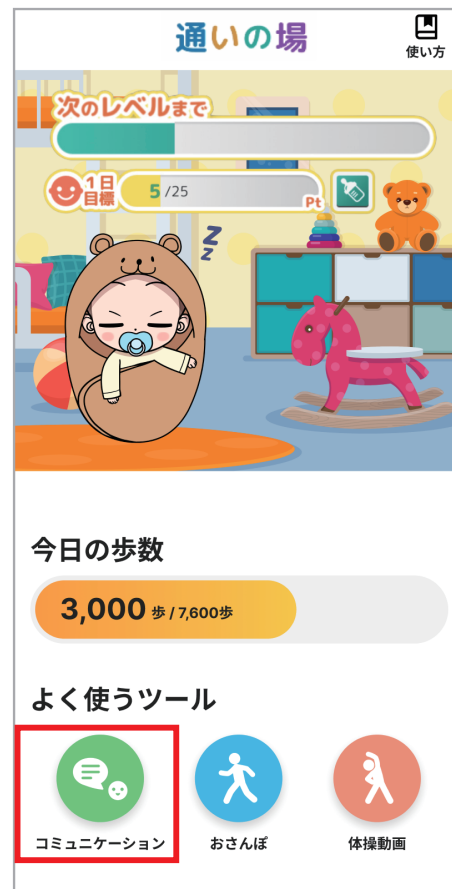 通いの場
使い方
次のレベルまで
1日
目標
5 /25
Pt
Z
Z
今日の歩数
3,000 歩 / 7,600歩
よく使うツール
コミュニケーション
おさんぽ
体操動画